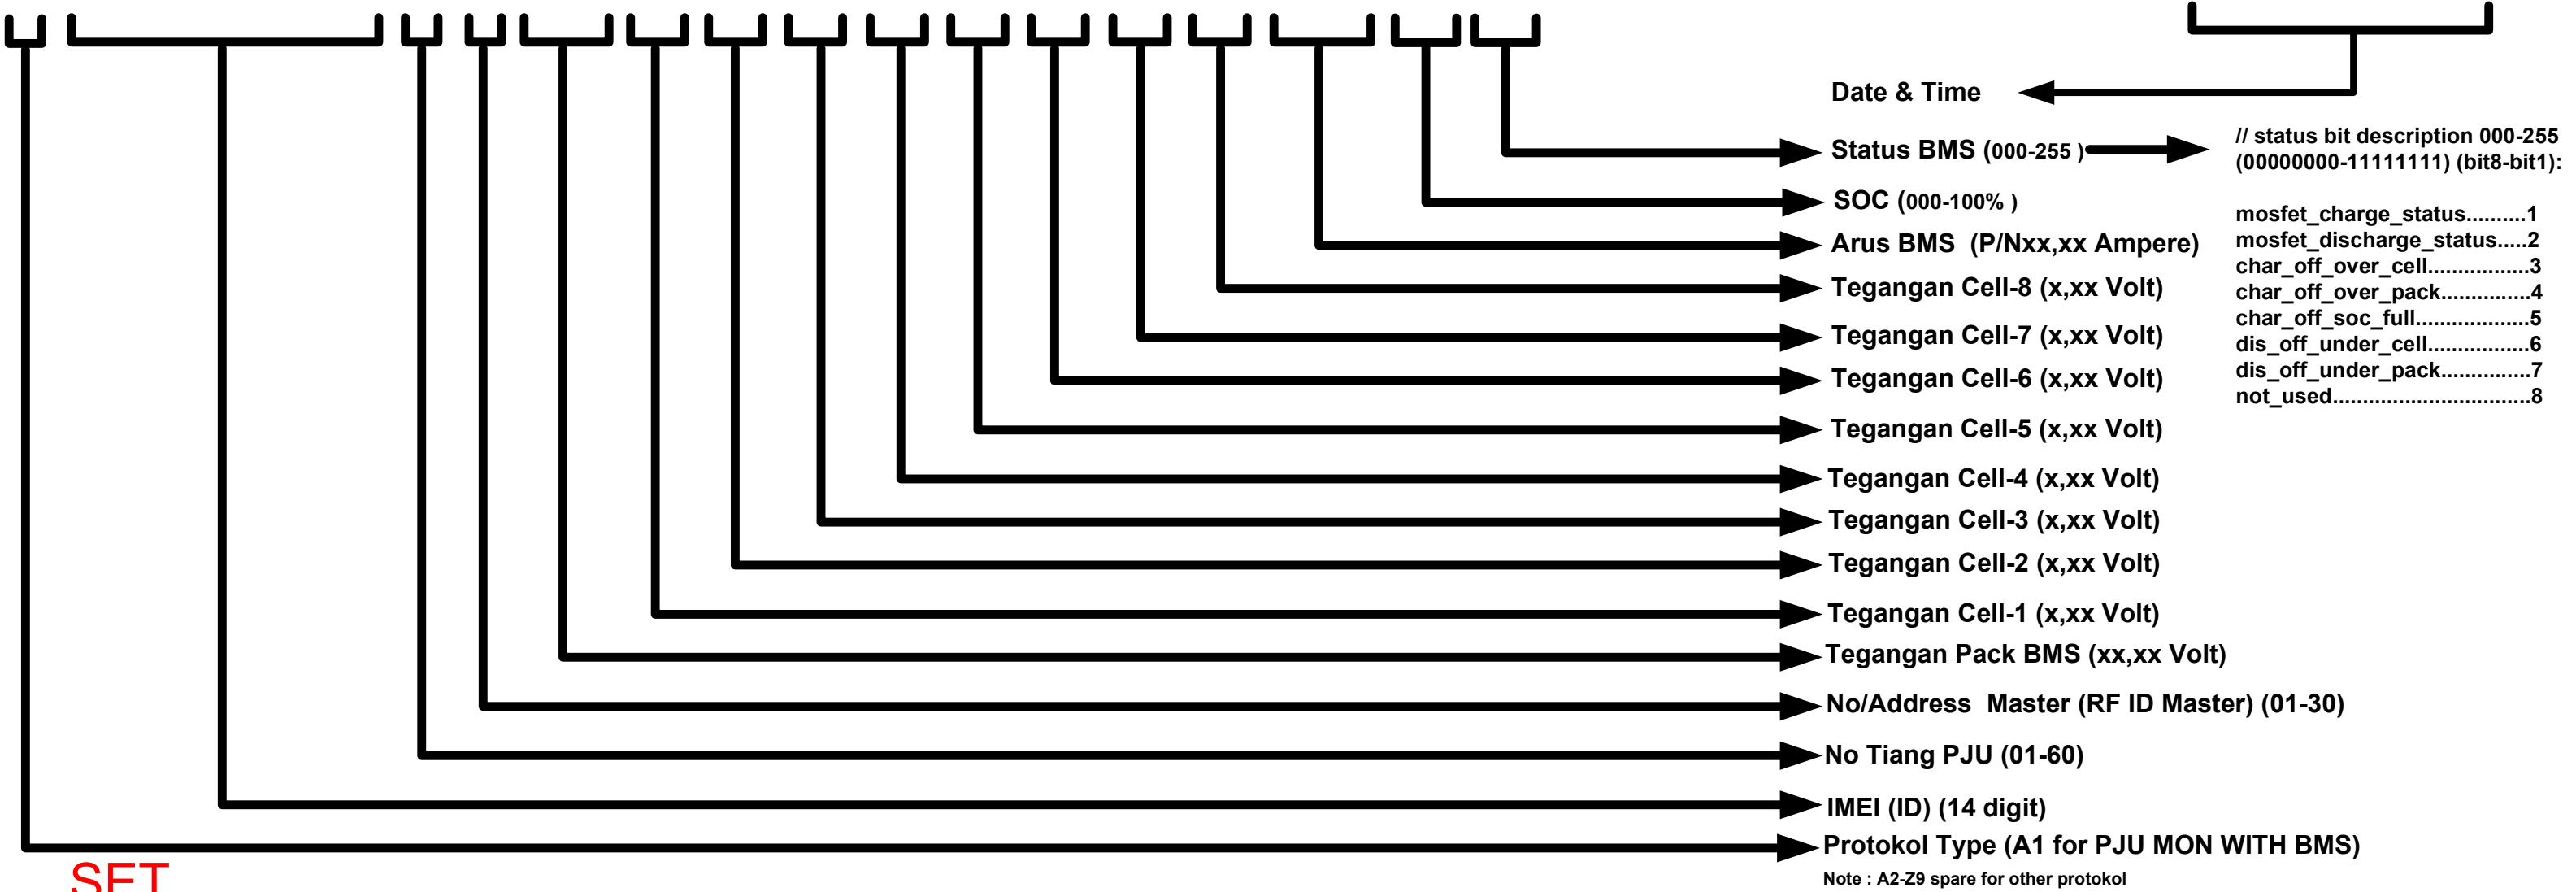 Date & Time
Status BMS (000-255 )
// status bit description 000-255
(00000000-11111111) (bit8-bit1):
SOC (000-100% )
mosfet_charge_status..........1
Arus BMS  (P/Nxx,xx Ampere)
mosfet_discharge_status.....2
char_off_over_cell.................3
Tegangan Cell-8 (x,xx Volt)
char_off_over_pack...............4
char_off_soc_full...................5
Tegangan Cell-7 (x,xx Volt)
dis_off_under_cell.................6
dis_off_under_pack...............7
Tegangan Cell-6 (x,xx Volt)
not_used.................................8
Tegangan Cell-5 (x,xx Volt)
Tegangan Cell-4 (x,xx Volt)
Tegangan Cell-3 (x,xx Volt)
Tegangan Cell-2 (x,xx Volt)
Tegangan Cell-1 (x,xx Volt)
Tegangan Pack BMS (xx,xx Volt)
No/Address  Master (RF ID Master) (01-30)
No Tiang PJU (01-60)
IMEI (ID) (14 digit)
Protokol Type (A1 for PJU MON WITH BMS)
SET
Note : A2-Z9 spare for other protokol